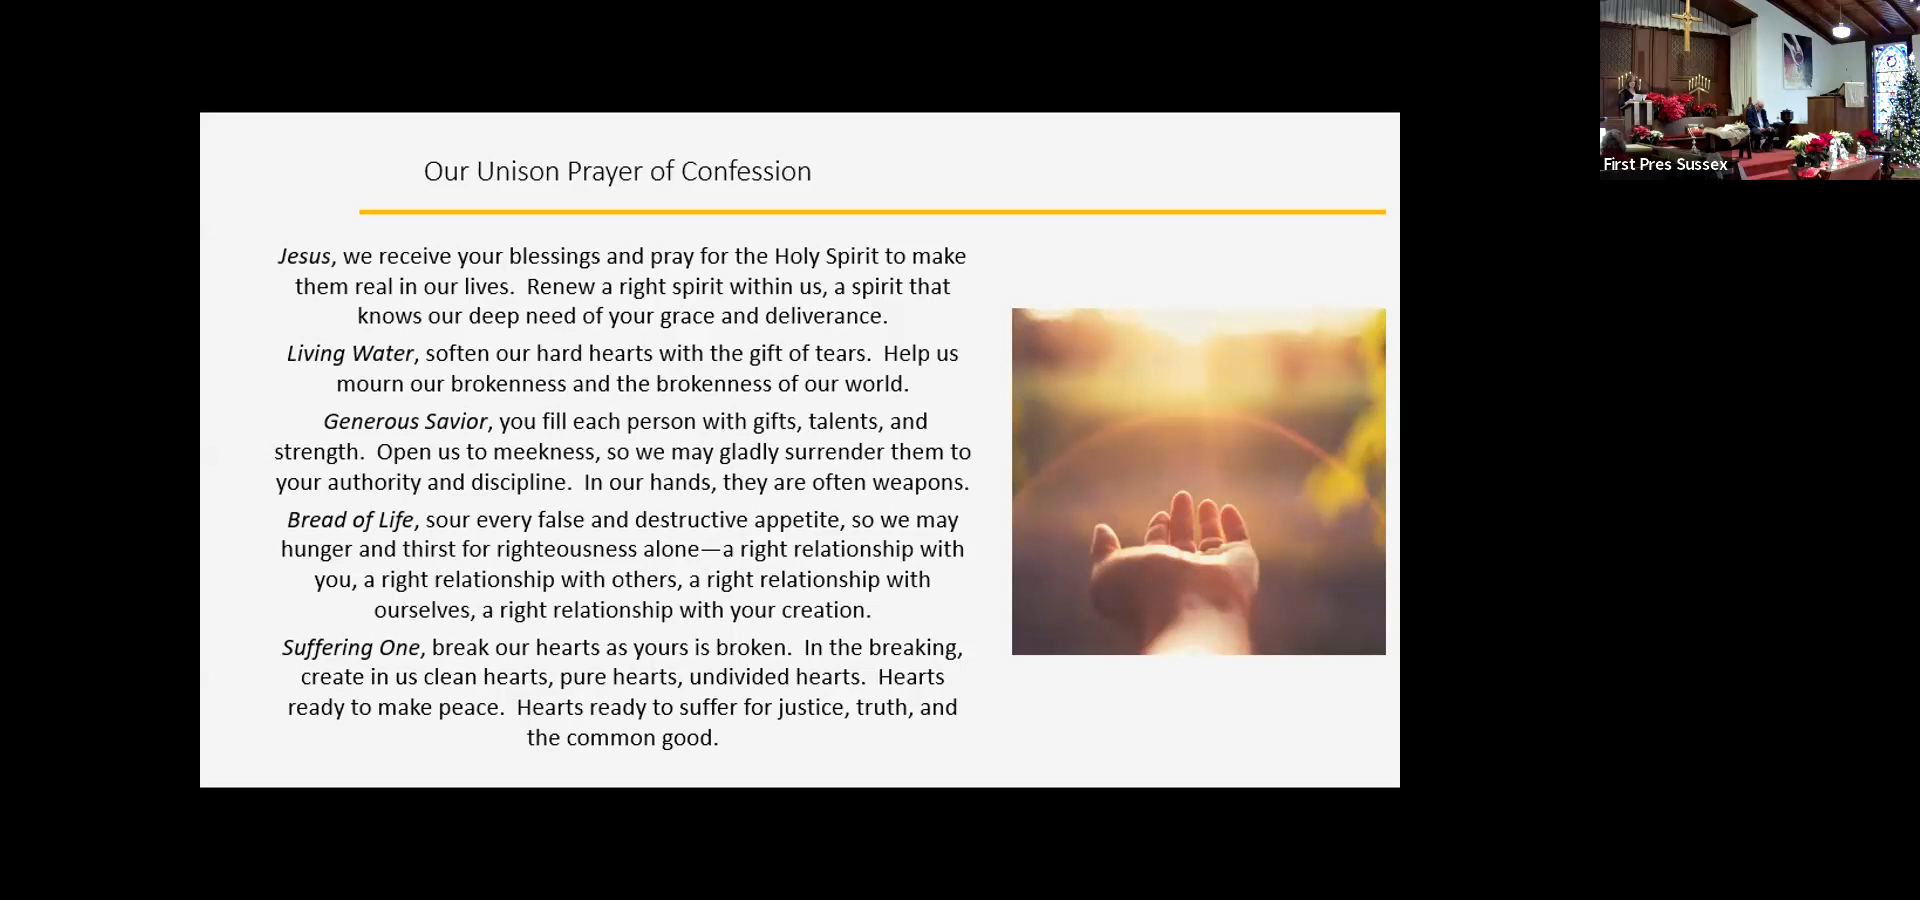 Our Unison Prayer of Confession
Jesus, we receive your blessings and pray for the Holy Spirit to make
them real in our lives.  Renew a right spirit within us, a spirit that
knows our deep need of your grace and deliverance.
Living Water, soften our hard hearts with the gift of tears.  Help us
mourn our brokenness and the brokenness of our world.
Generous Savior, you fill each person with gifts, talents, and
strength.  Open us to meekness, so we may gladly surrender them to
your authority and discipline.  In our hands, they are often weapons.
Bread of Life, sour every false and destructive appetite, so we may
hunger and thirst for righteousness alone—a right relationship with
you, a right relationship with others, a right relationship with
ourselves, a right relationship with your creation.
Suffering One, break our hearts as yours is broken.  In the breaking,
create in us clean hearts, pure hearts, undivided hearts.  Hearts
ready to make peace.  Hearts ready to suffer for justice, truth, and
the common good.
First Pres Sussex